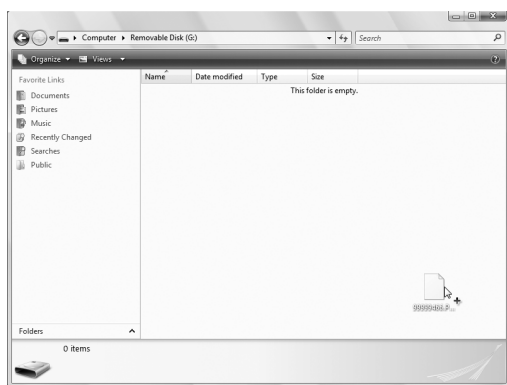 Computer ▸ Removable Disk (G:)
Search
Organize
Views
Favorite Links
Documents
Pictures
Music
Recently Changed
Searches
Public
Folders
Name Date modified Type Size
This folder is empty.
0 items